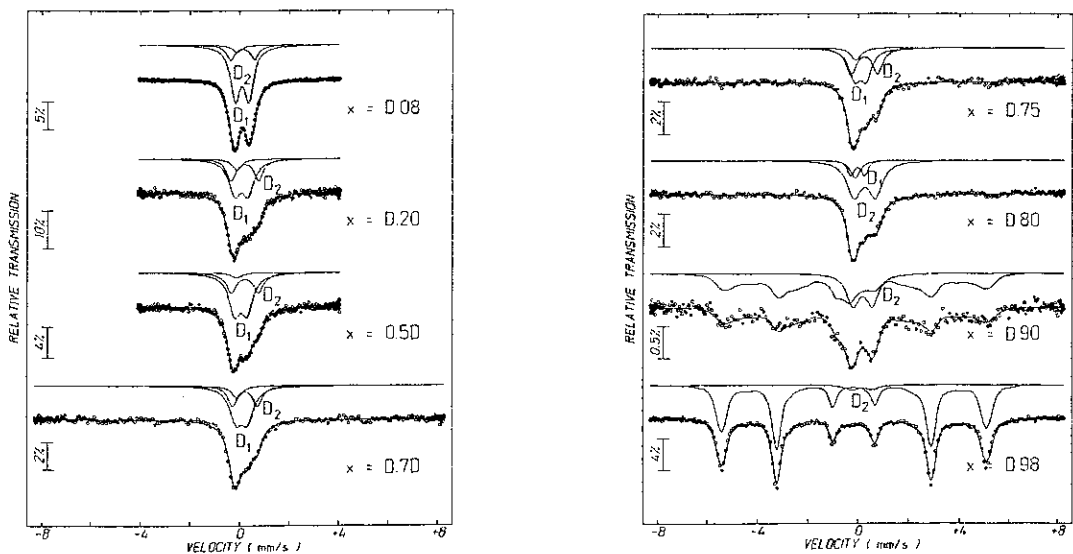 D2
D1
5%
x = 0.08
D2
D1
10%
x = 0.20
D2
D1
4%
x = 0.50
D2
D1
2%
x = 0.70
RELATIVE TRANSMISSION
-8 -4 0 +4 +8
VELOCITY ( mm/s )
D2
D1
2%
x = 0.75
D1
D2
2%
x = 0.80
D2
0.5%
x = 0.90
D2
4%
x = 0.98
RELATIVE TRANSMISSION
-8 -4 0 +4 +8
VELOCITY ( mm/s )